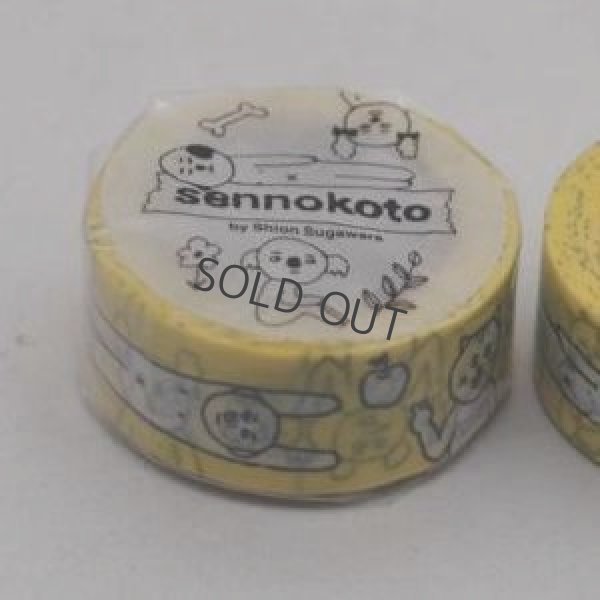 sennokoto
by Shion Sugawara
SOLD OUT